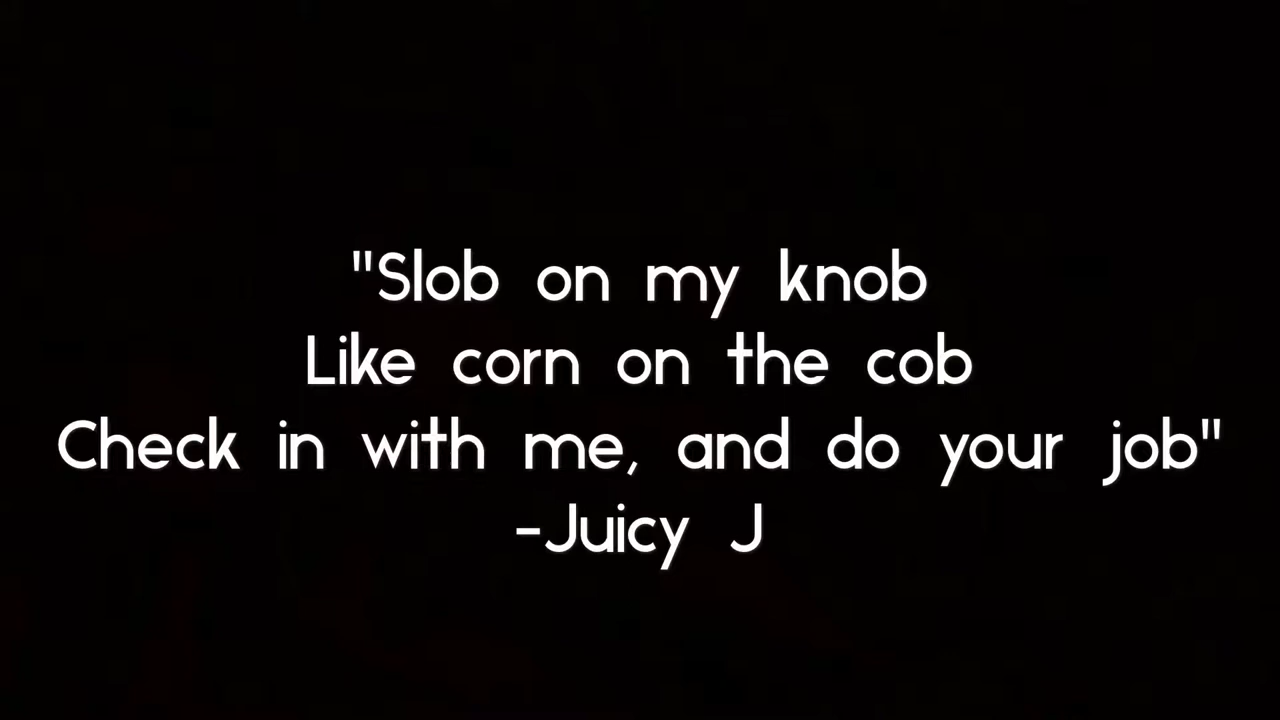 "Slob on my knob
Like corn on the cob
Check in with me, and do your job"
-Juicy J